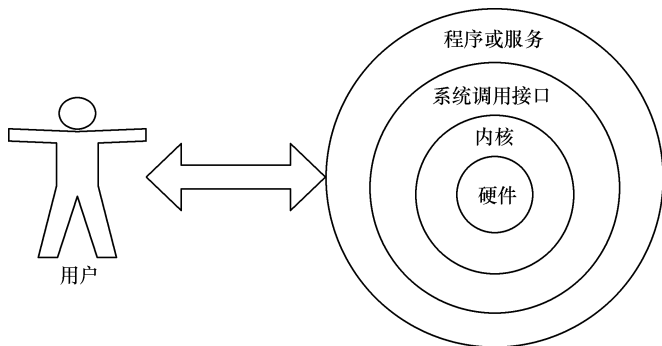 程序或服务
系统调用接口
内核
硬件
用户